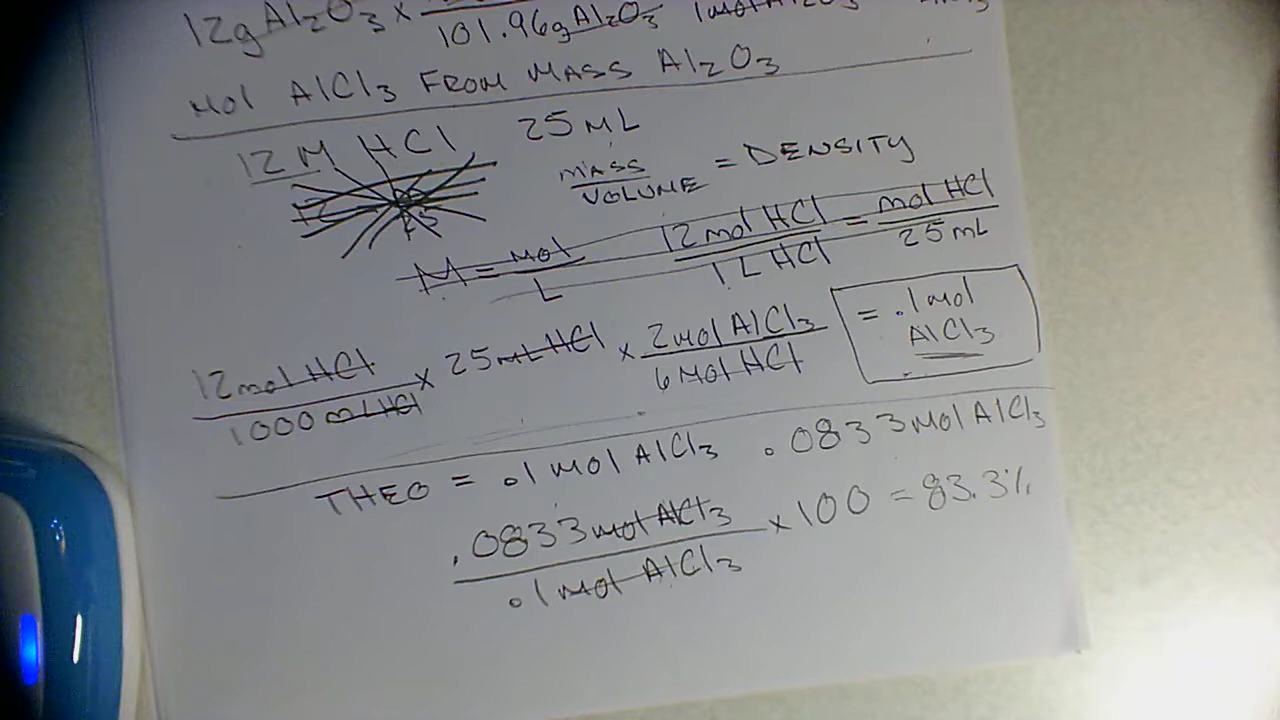 12g Al2O3 × 101.96g Al2O3
Mol AlCl3 FROM MASS Al2O3
12 M HCl 25 ML
MASS
VOLUME = DENSITY
M = mol
L
12 mol HCl
1 L HCl = mol HCl
25 mL
12 mol HCl
1000 mL HCl × 25 mL HCl × 2 mol AlCl3
6 Mol HCl = .1 mol
AlCl3
THEO = .1 mol AlCl3 .0833 mol AlCl3
.0833 mol AlCl3
.1 mol AlCl3 × 100 = 83.3%